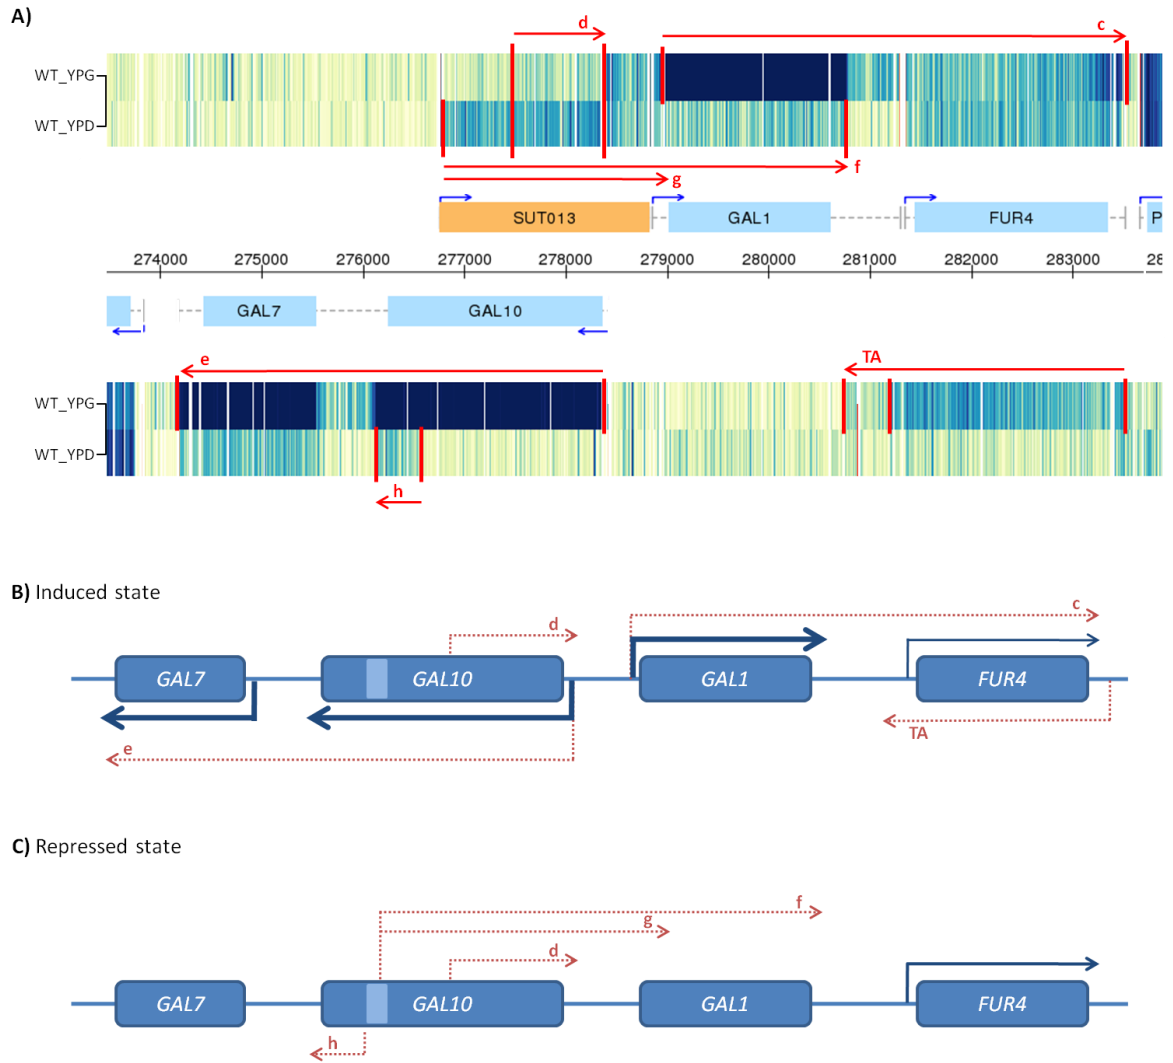 A)
d
c
WT_YPG
WT_YPD
f
g
SUT013
GAL1
FUR4
P
274000 275000 276000 277000 278000 279000 280000 281000 282000 283000 28
GAL7
GAL10
e
TA
WT_YPG
WT_YPD
h
B) Induced state
c
d
GAL7 GAL10 GAL1 FUR4
TA
e
C) Repressed state
f
g
d
GAL7 GAL10 GAL1 FUR4
h